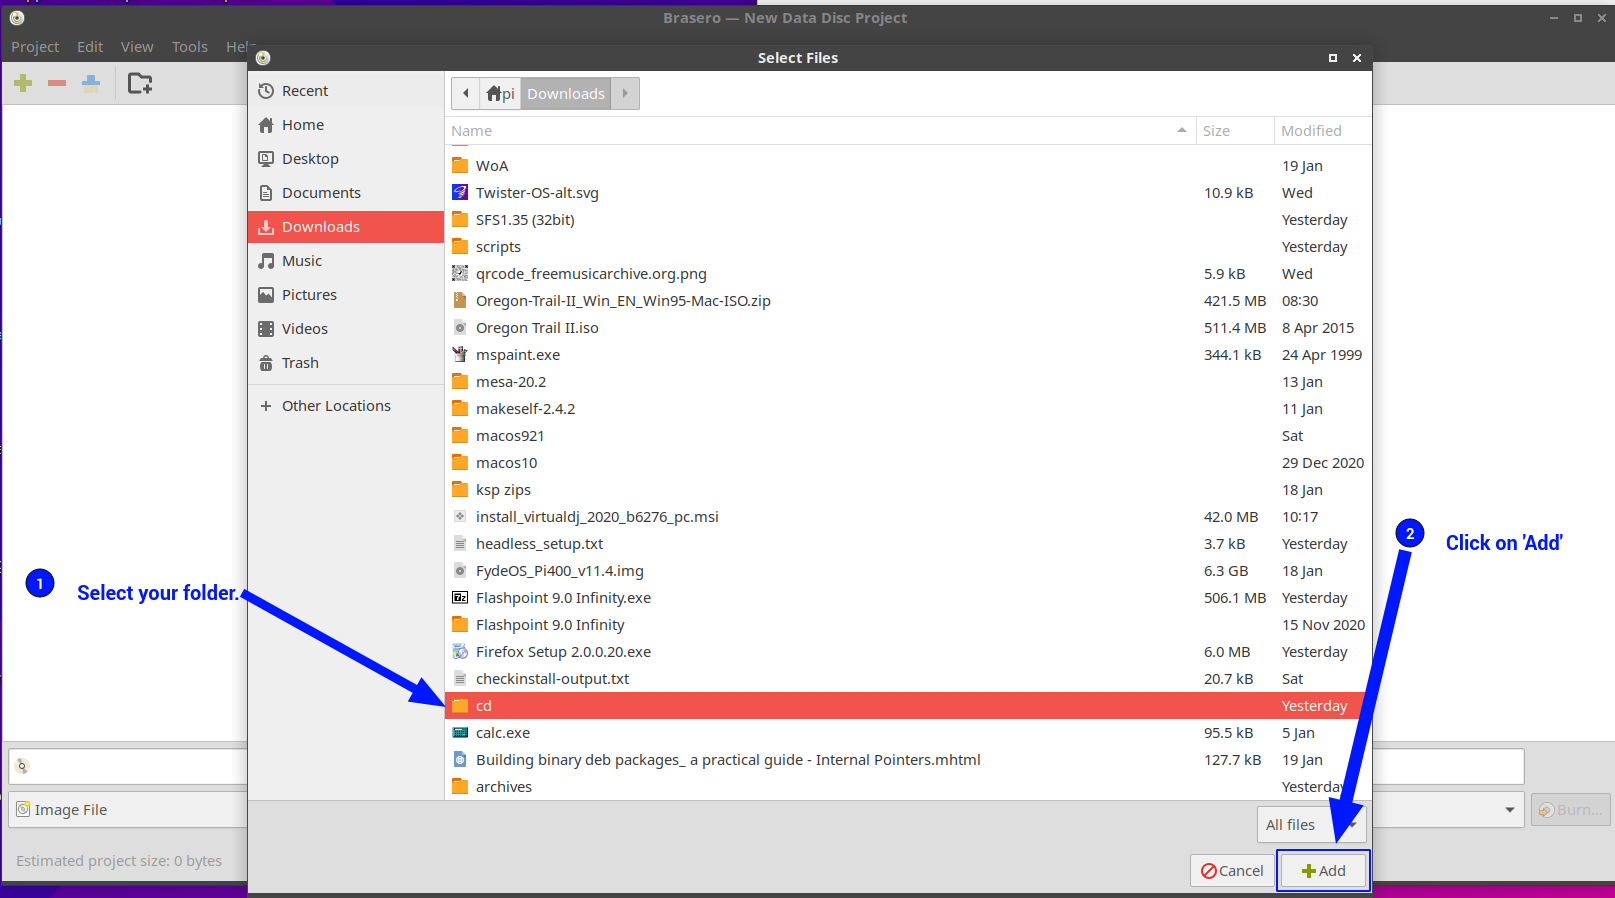 Brasero — New Data Disc Project
Project Edit View Tools
Select Files
Recent
Home
Desktop
Documents
Downloads
Music
Pictures
Videos
Trash
Other Locations
pi Downloads
Name Size Modified
WoA 19 Jan
Twister-OS-alt.svg 10.9 kB Wed
SFS1.35 (32bit) Yesterday
scripts Yesterday
qrcode_freemusicarchive.org.png 5.9 kB Wed
Oregon-Trail-II_Win_EN_Win95-Mac-ISO.zip 421.5 MB 08:30
Oregon Trail II.iso 511.4 MB 8 Apr 2015
mspaint.exe 344.1 kB 24 Apr 1999
mesa-20.2 13 Jan
makeself-2.4.2 11 Jan
macos921 Sat
macos10 29 Dec 2020
ksp zips 18 Jan
install_virtualdj_2020_b6276_pc.msi 42.0 MB 10:17
headless_setup.txt 3.7 kB Yesterday
FydeOS_Pi400_v11.4.img 6.3 GB 18 Jan
Flashpoint 9.0 Infinity.exe 506.1 MB Yesterday
Flashpoint 9.0 Infinity 15 Nov 2020
Firefox Setup 2.0.0.20.exe 6.0 MB Yesterday
checkinstall-output.txt 20.7 kB Sat
cd Yesterday
calc.exe 95.5 kB 5 Jan
Building binary deb packages_ a practical guide - Internal Pointers.mhtml 127.7 kB 19 Jan
archives Yesterday
1 Select your folder.
2 Click on 'Add'
All files
Cancel Add
Image File
Burn...
Estimated project size: 0 bytes